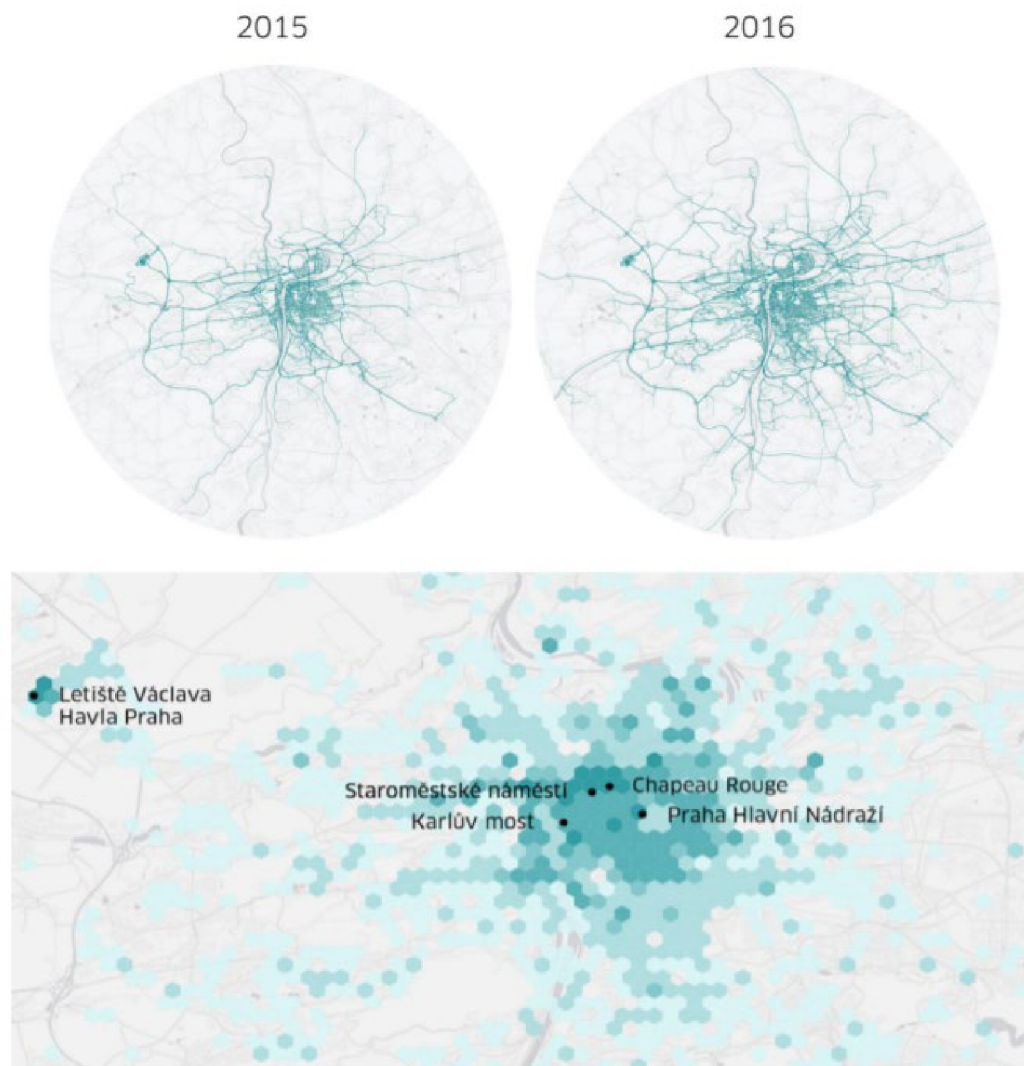 2015
2016
Letiště Václava
Havla Praha
Staroměstské náměstí
Chapeau Rouge
Karlův most
Praha Hlavní Nádraží